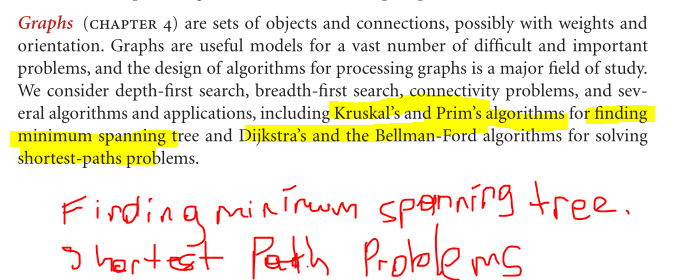 Graphs (CHAPTER 4) are sets of objects and connections, possibly with weights and
orientation. Graphs are useful models for a vast number of difficult and important
problems, and the design of algorithms for processing graphs is a major field of study.
We consider depth-first search, breadth-first search, connectivity problems, and sev-
eral algorithms and applications, including Kruskal's and Prim's algorithms for finding
minimum spanning tree and Dijkstra's and the Bellman-Ford algorithms for solving
shortest-paths problems.
Finding minimum spanning tree.
Shortest Path Problems